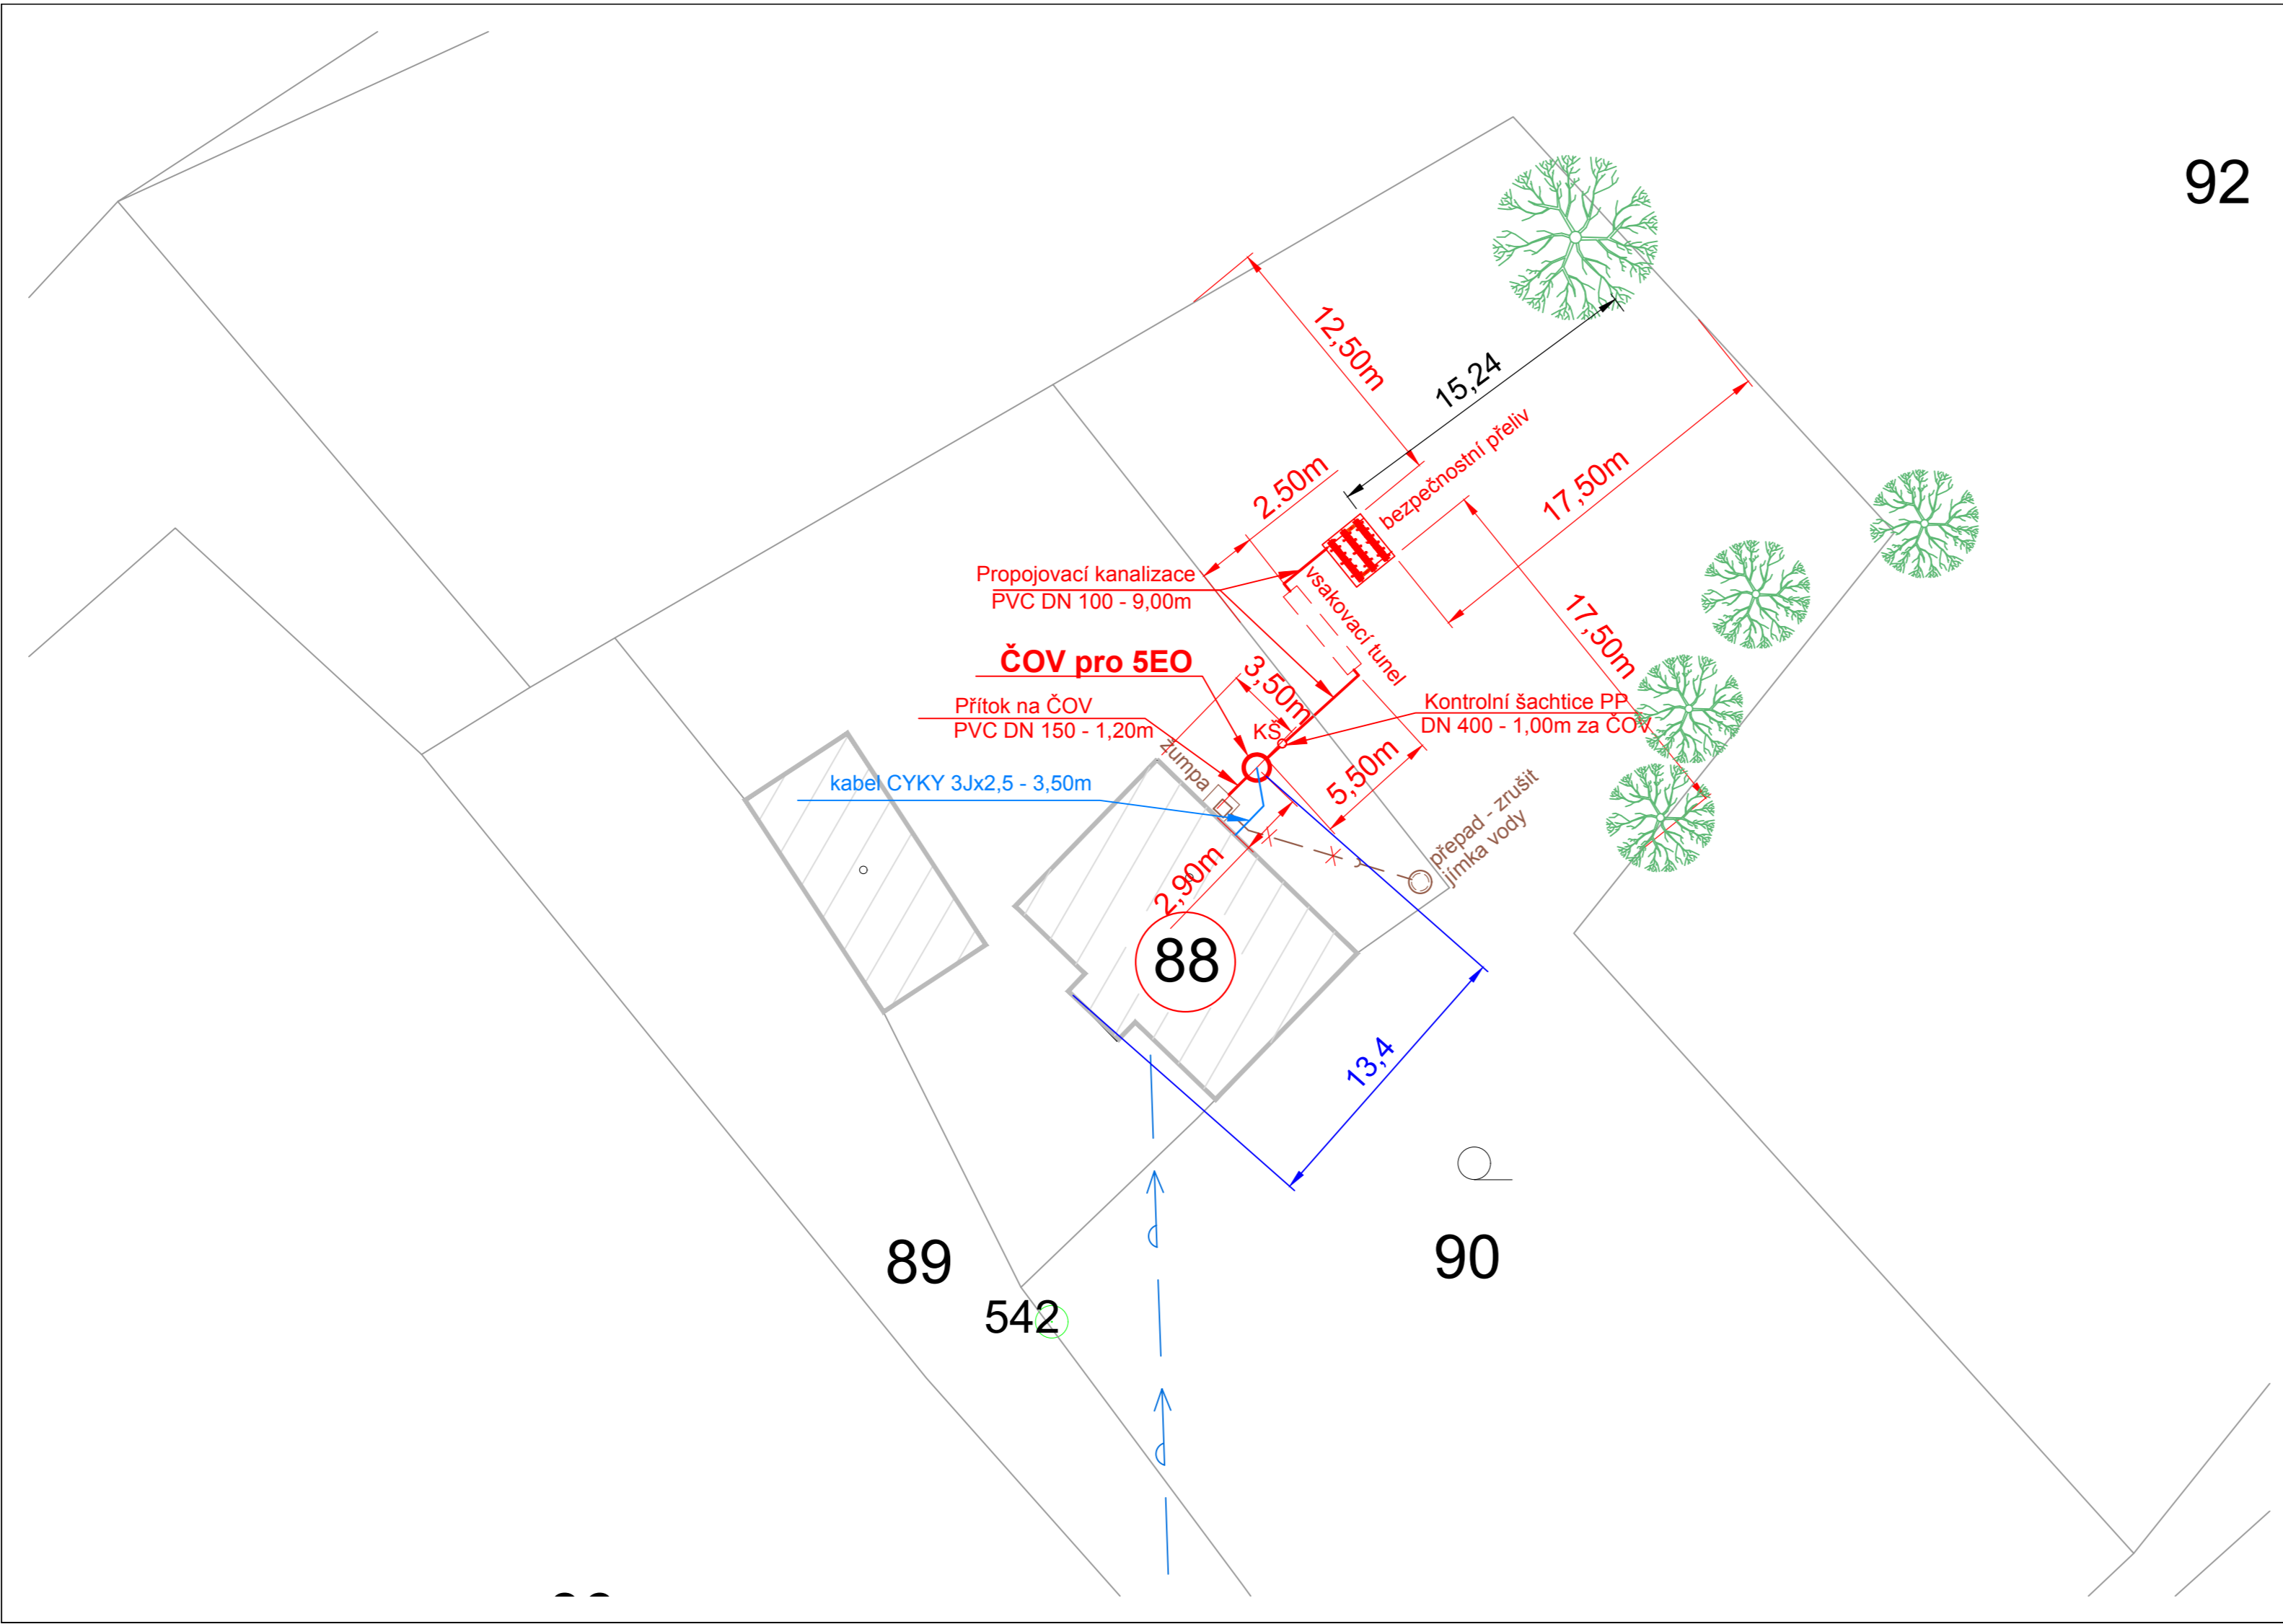 92
12,50m
15,24
bezpečnostní přeliv
2.50m
17,50m
Propojovací kanalizace
PVC DN 100 - 9,00m
vsakovací tunel
17,50m
ČOV pro 5EO
3,50m
Přítok na ČOV
PVC DN 150 - 1,20m
Kontrolní šachtice PP
DN 400 - 1,00m za ČOV
KŠ
žumpa
kabel CYKY 3Jx2,5 - 3,50m
5,50m
přepad - zrušit
jímka vody
2,90m
88
13,4
89
90
542